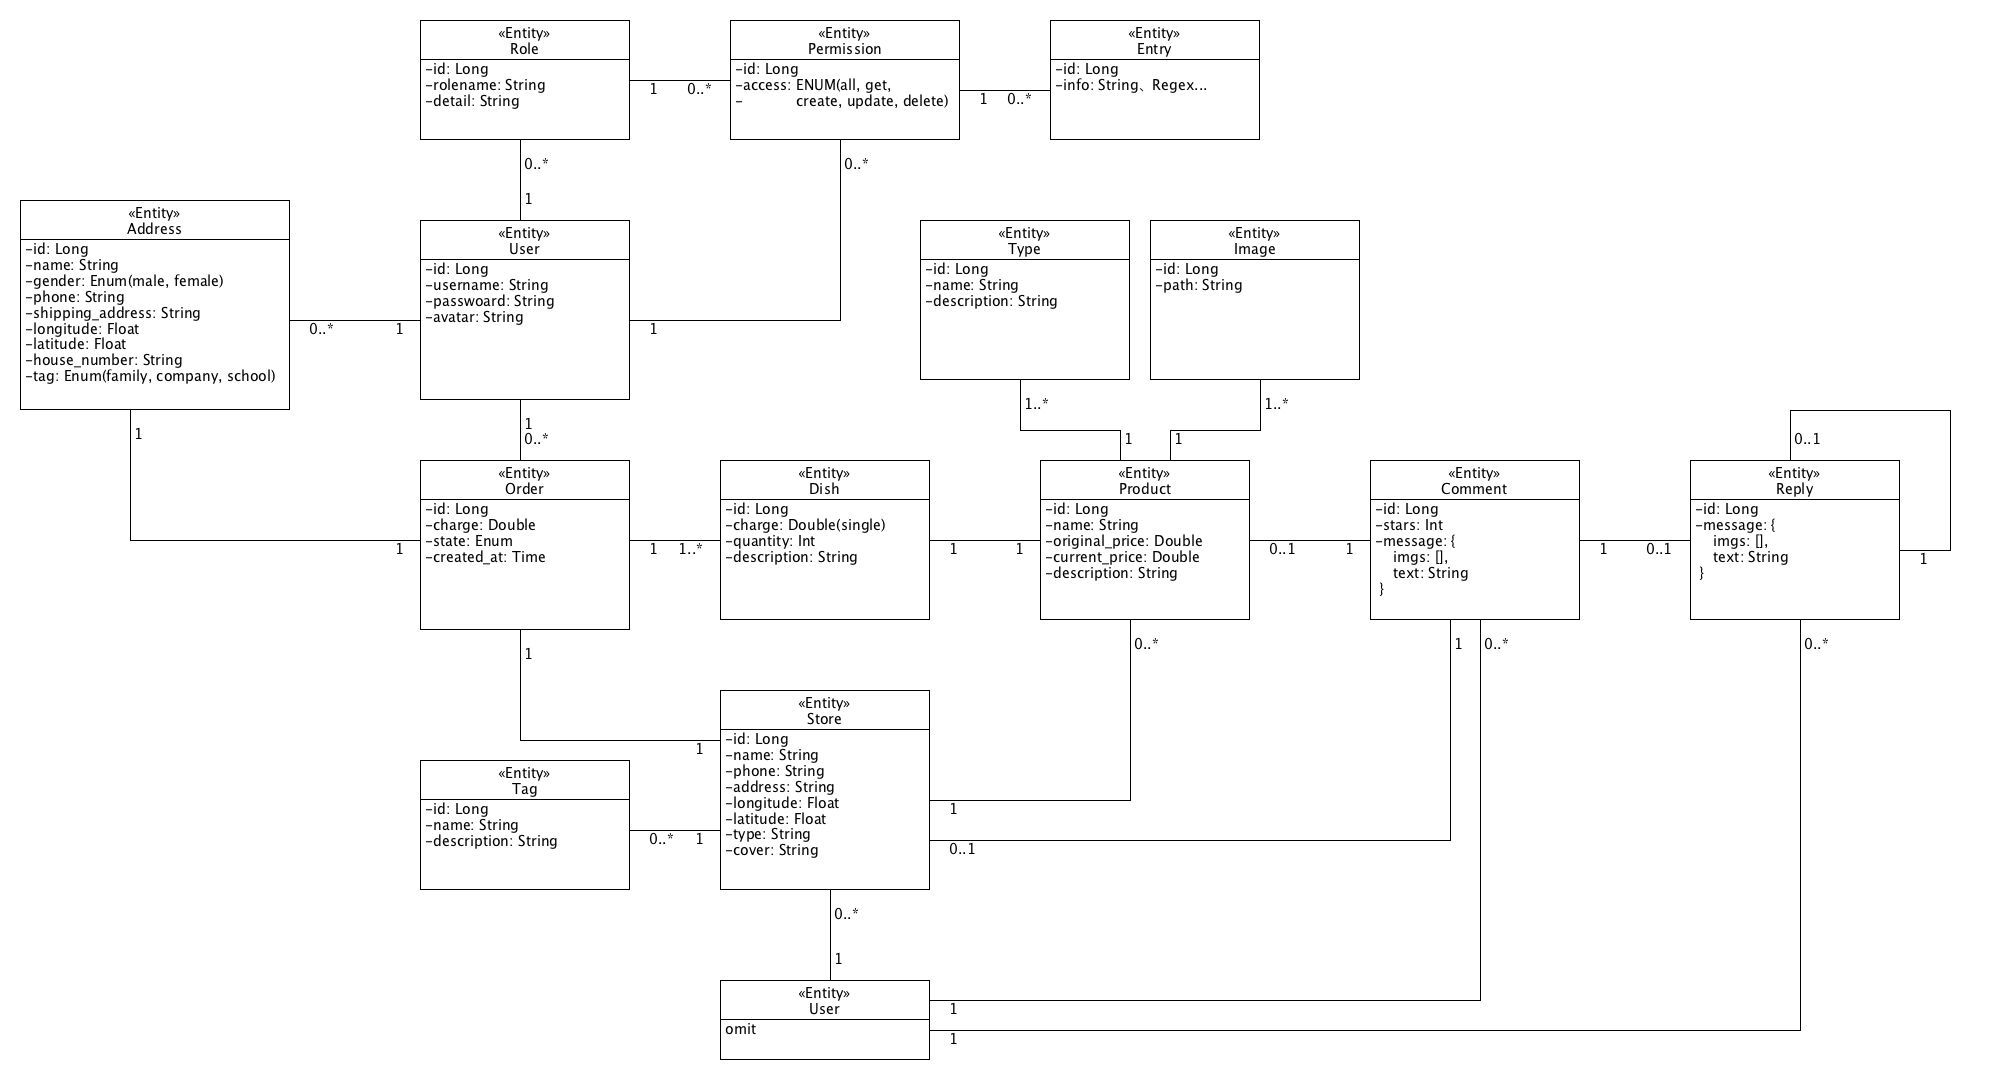 «Entity»
Role
-id: Long
-rolename: String
-detail: String
«Entity»
Permission
-id: Long
-access: ENUM(all, get,
- create, update, delete)
«Entity»
Entry
-id: Long
-info: String、Regex...
1
0..*
1
0..*
0..*
1
0..*
«Entity»
Address
-id: Long
-name: String
-gender: Enum(male, female)
-phone: String
-shipping_address: String
-longitude: Float
-latitude: Float
-house_number: String
-tag: Enum(family, company, school)
0..*
1
1
1
«Entity»
User
-id: Long
-username: String
-passwoard: String
-avatar: String
1
1
0..*
«Entity»
Type
-id: Long
-name: String
-description: String
1..*
1
«Entity»
Image
-id: Long
-path: String
1..*
1
«Entity»
Order
-id: Long
-charge: Double
-state: Enum
-created_at: Time
1
1..*
«Entity»
Dish
-id: Long
-charge: Double(single)
-quantity: Int
-description: String
1
1
«Entity»
Product
-id: Long
-name: String
-original_price: Double
-current_price: Double
-description: String
0..1
1
«Entity»
Comment
-id: Long
-stars: Int
-message: {
imgs: [],
text: String
}
1
0..1
«Entity»
Reply
-id: Long
-message: {
imgs: [],
text: String
}
0..1
1
1
1
0..*
1
0..*
0..*
«Entity»
Store
-id: Long
-name: String
-phone: String
-address: String
-longitude: Float
-latitude: Float
-type: String
-cover: String
1
0..1
«Entity»
Tag
-id: Long
-name: String
-description: String
0..*
1
0..*
1
«Entity»
User
omit
1
1